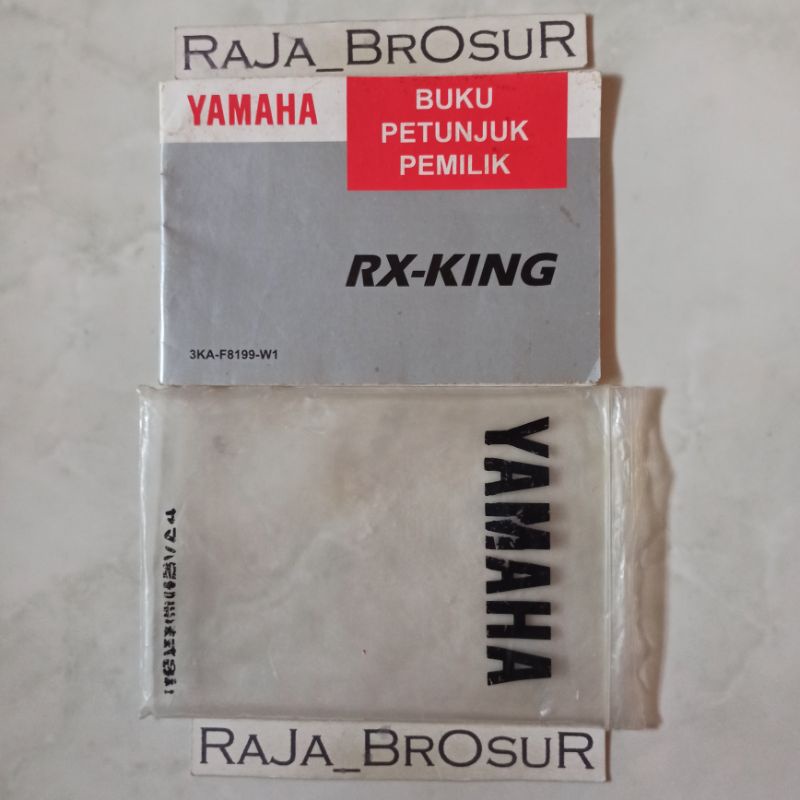 RAJA_BROSUR
YAMAHA
BUKU
PETUNJUK
PEMILIK
RX-KING
3KA-F8199-W1
YAMAHA
RAJA_BROSUR